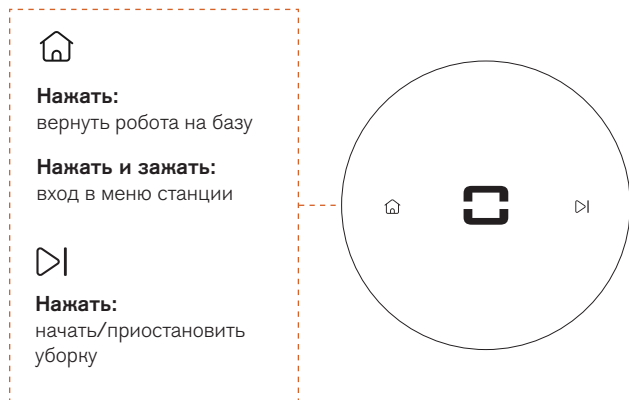 Нажать:
вернуть робота на базу
Нажать и зажать:
вход в меню станции
Нажать:
начать/приостановить
уборку